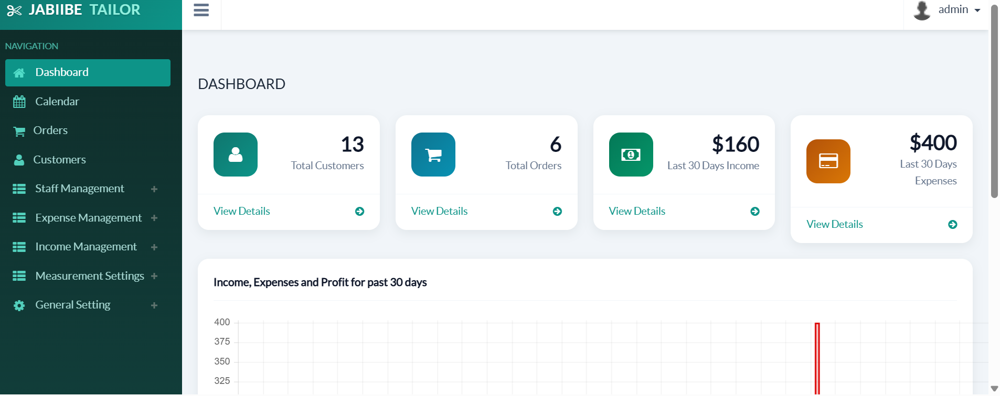 JABIIBE TAILOR
admin
NAVIGATION
Dashboard
Calendar
Orders
Customers
Staff Management +
Expense Management +
Income Management +
Measurement Settings +
General Setting +
DASHBOARD
13
Total Customers
View Details
6
Total Orders
View Details
1
$160
Last 30 Days Income
View Details
$400
Last 30 Days
Expenses
View Details
Income, Expenses and Profit for past 30 days
400
375
350
325